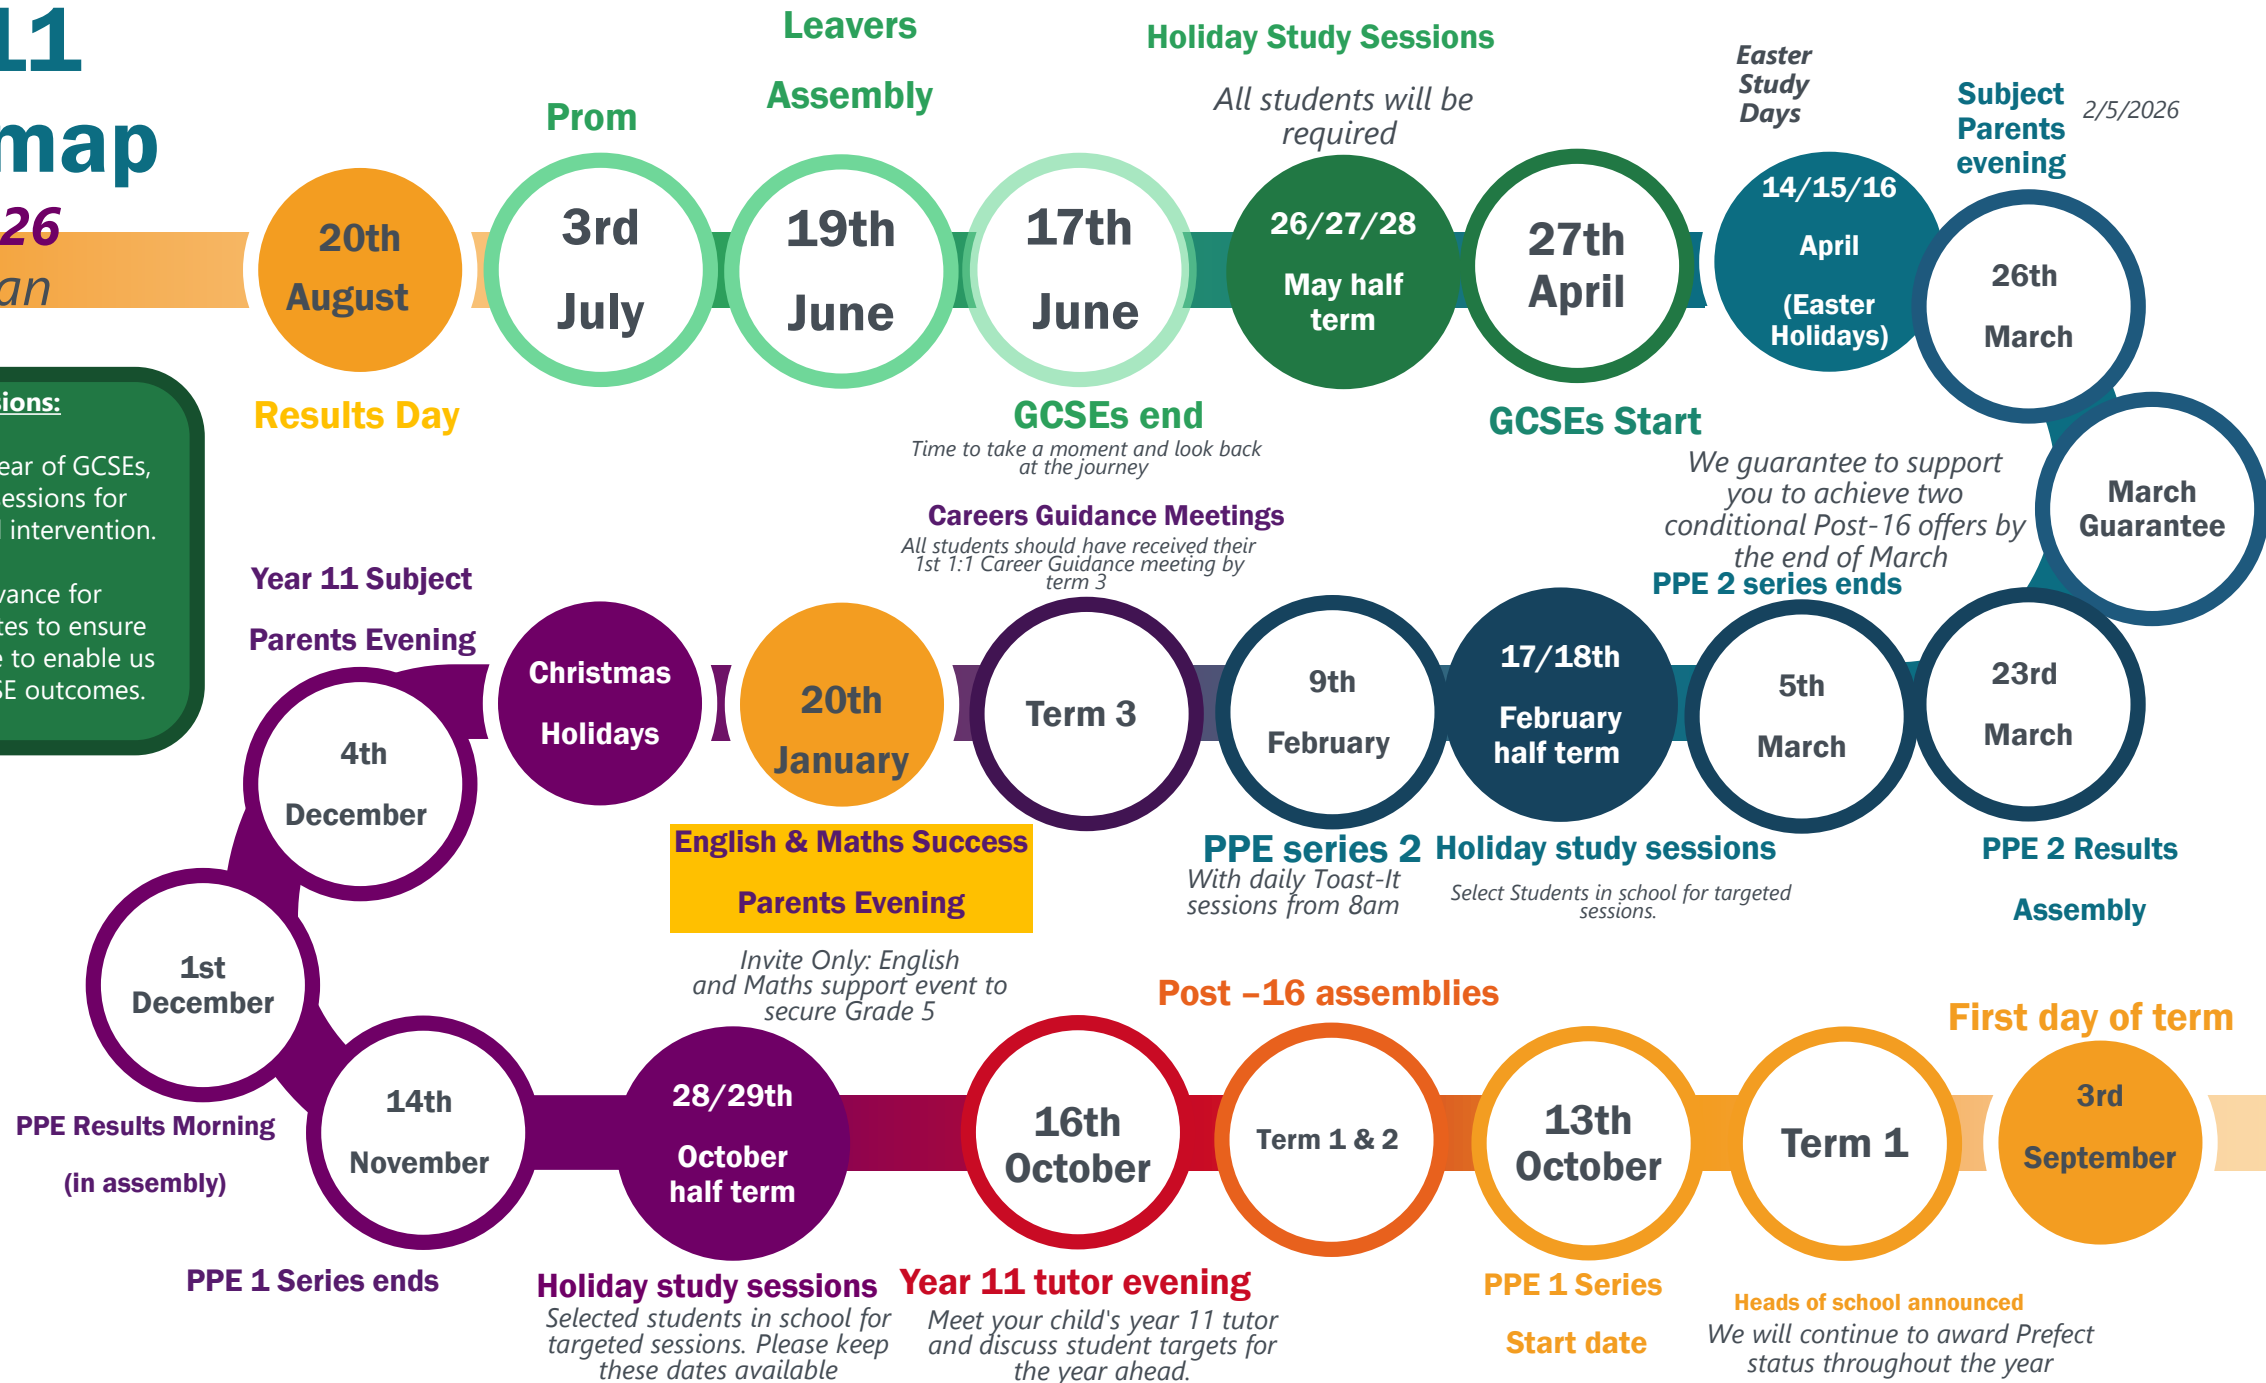 11
map
26
an
Leavers
Assembly
Prom
Holiday Study Sessions
All students will be
required
Easter
Study
Days
Subject
Parents
evening
2/5/2026
20th
August
3rd
July
19th
June
17th
June
26/27/28
May half
term
27th
April
14/15/16
April
(Easter
Holidays)
26th
March
Results Day
GCSEs end
Time to take a moment and look back
at the journey
GCSEs Start
We guarantee to support
you to achieve two
conditional Post-16 offers by
the end of March
March
Guarantee
sions:
ear of GCSEs,
sessions for
d intervention.
vance for
tes to ensure
e to enable us
SE outcomes.
Year 11 Subject
Parents Evening
Careers Guidance Meetings
All students should have received their
1st 1:1 Career Guidance meeting by
term 3
PPE 2 series ends
4th
December
Christmas
Holidays
20th
January
Term 3
9th
February
17/18th
February
half term
5th
March
23rd
March
English & Maths Success
Parents Evening
Invite Only: English
and Maths support event to
secure Grade 5
PPE series 2
With daily Toast-It
sessions from 8am
Holiday study sessions
Select Students in school for targeted
sessions.
PPE 2 Results
Assembly
1st
December
PPE Results Morning
(in assembly)
14th
November
PPE 1 Series ends
28/29th
October
half term
Holiday study sessions
Selected students in school for
targeted sessions. Please keep
these dates available
16th
October
Year 11 tutor evening
Meet your child's year 11 tutor
and discuss student targets for
the year ahead.
Post –16 assemblies
Term 1 & 2
13th
October
PPE 1 Series
Start date
Term 1
Heads of school announced
We will continue to award Prefect
status throughout the year
First day of term
3rd
September